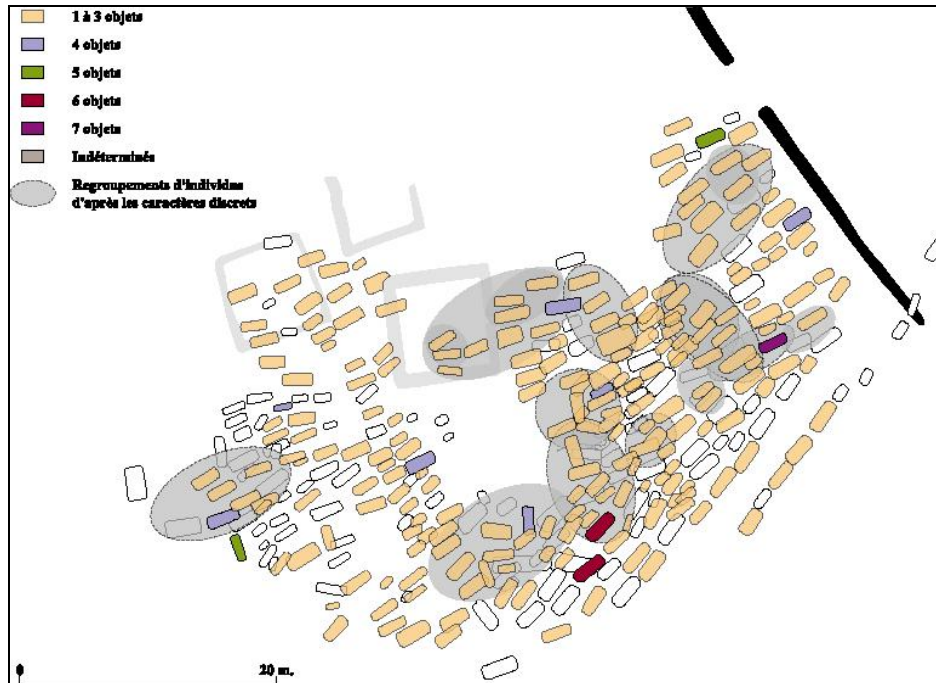 1 à 3 objets
4 objets
5 objets
6 objets
7 objets
Indéterminés
Regroupements d'individus
d'après les caractères discrets
0 20 m.